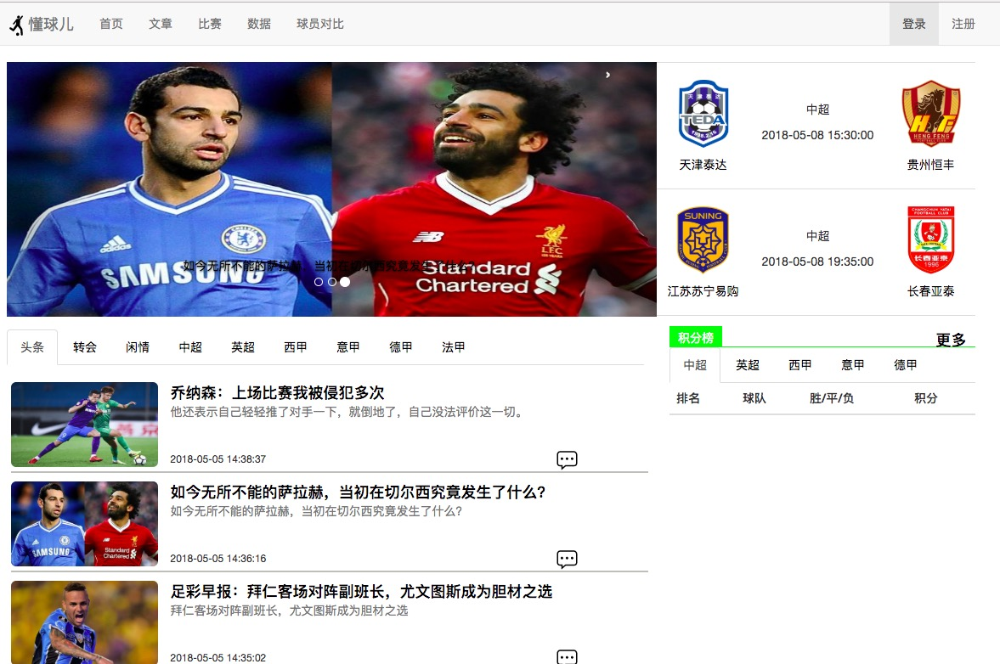 懂球儿 首页 文章 比赛 数据 球员对比 登录 注册
SAMSUNG
CHELSEA
adidas
LFC
Standard
Chartered
如今无所不能的萨拉赫，当初在切尔西究竟发生了什么？
天津泰达
TEDA
1998.2.16
中超
2018-05-08 15:30:00
HENG FENG
天津泰达
贵州恒丰
SUNING
中超
2018-05-08 19:35:00
CHANGCHUN YATAI
FOOTBALL CLUB
长春亚泰
1996
江苏苏宁易购
长春亚泰
头条 转会 闲情 中超 英超 西甲 意甲 德甲 法甲
乔纳森：上场比赛我被侵犯多次
他还表示自己轻轻推了对手一下，就倒地了，自己没法评价这一切。
2018-05-05 14:38:37
如今无所不能的萨拉赫，当初在切尔西究竟发生了什么？
如今无所不能的萨拉赫，当初在切尔西究竟发生了什么？
SAMSUNG
Standard
Chartered
2018-05-05 14:36:16
足彩早报：拜仁客场对阵副班长，尤文图斯成为胆材之选
拜仁客场对阵副班长，尤文图斯成为胆材之选
2018-05-05 14:35:02
积分榜 更多
中超 英超 西甲 意甲 德甲
排名 球队 胜/平/负 积分